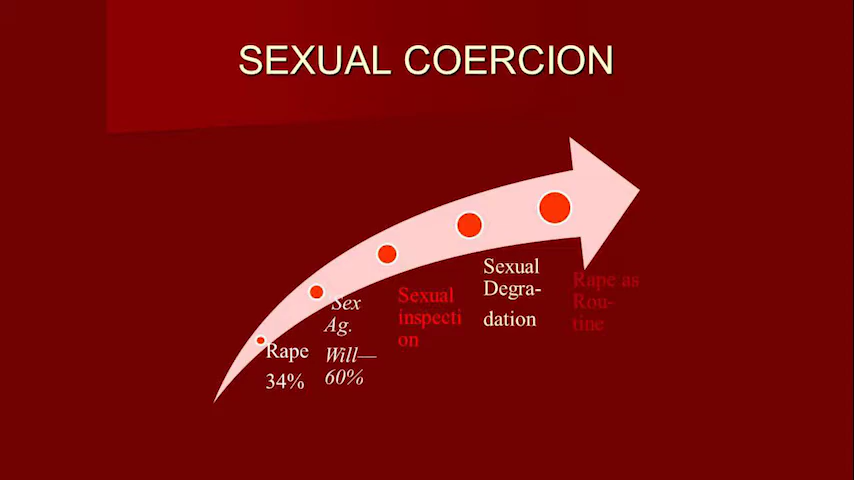 SEXUAL COERCION
Rape
34%
Sex
Ag.
Will—
60%
Sexual
inspecti
on
Sexual
Degra-
dation
Rape as
Rou-
tine